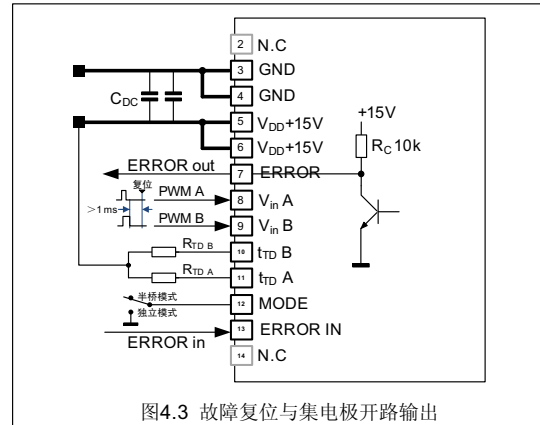 2 N.C
3 GND
4 GND
C_DC
5 V_DD+15V
6 V_DD+15V
+15V
R_C 10k
ERROR out 7 ERROR
复位
>1ms
PWM A 8 V_in A
PWM B 9 V_in B
R_TD B 10 t_TD B
R_TD A 11 t_TD A
半桥模式
12 MODE
独立模式
13 ERROR IN
ERROR in
14 N.C
图4.3 故障复位与集电极开路输出